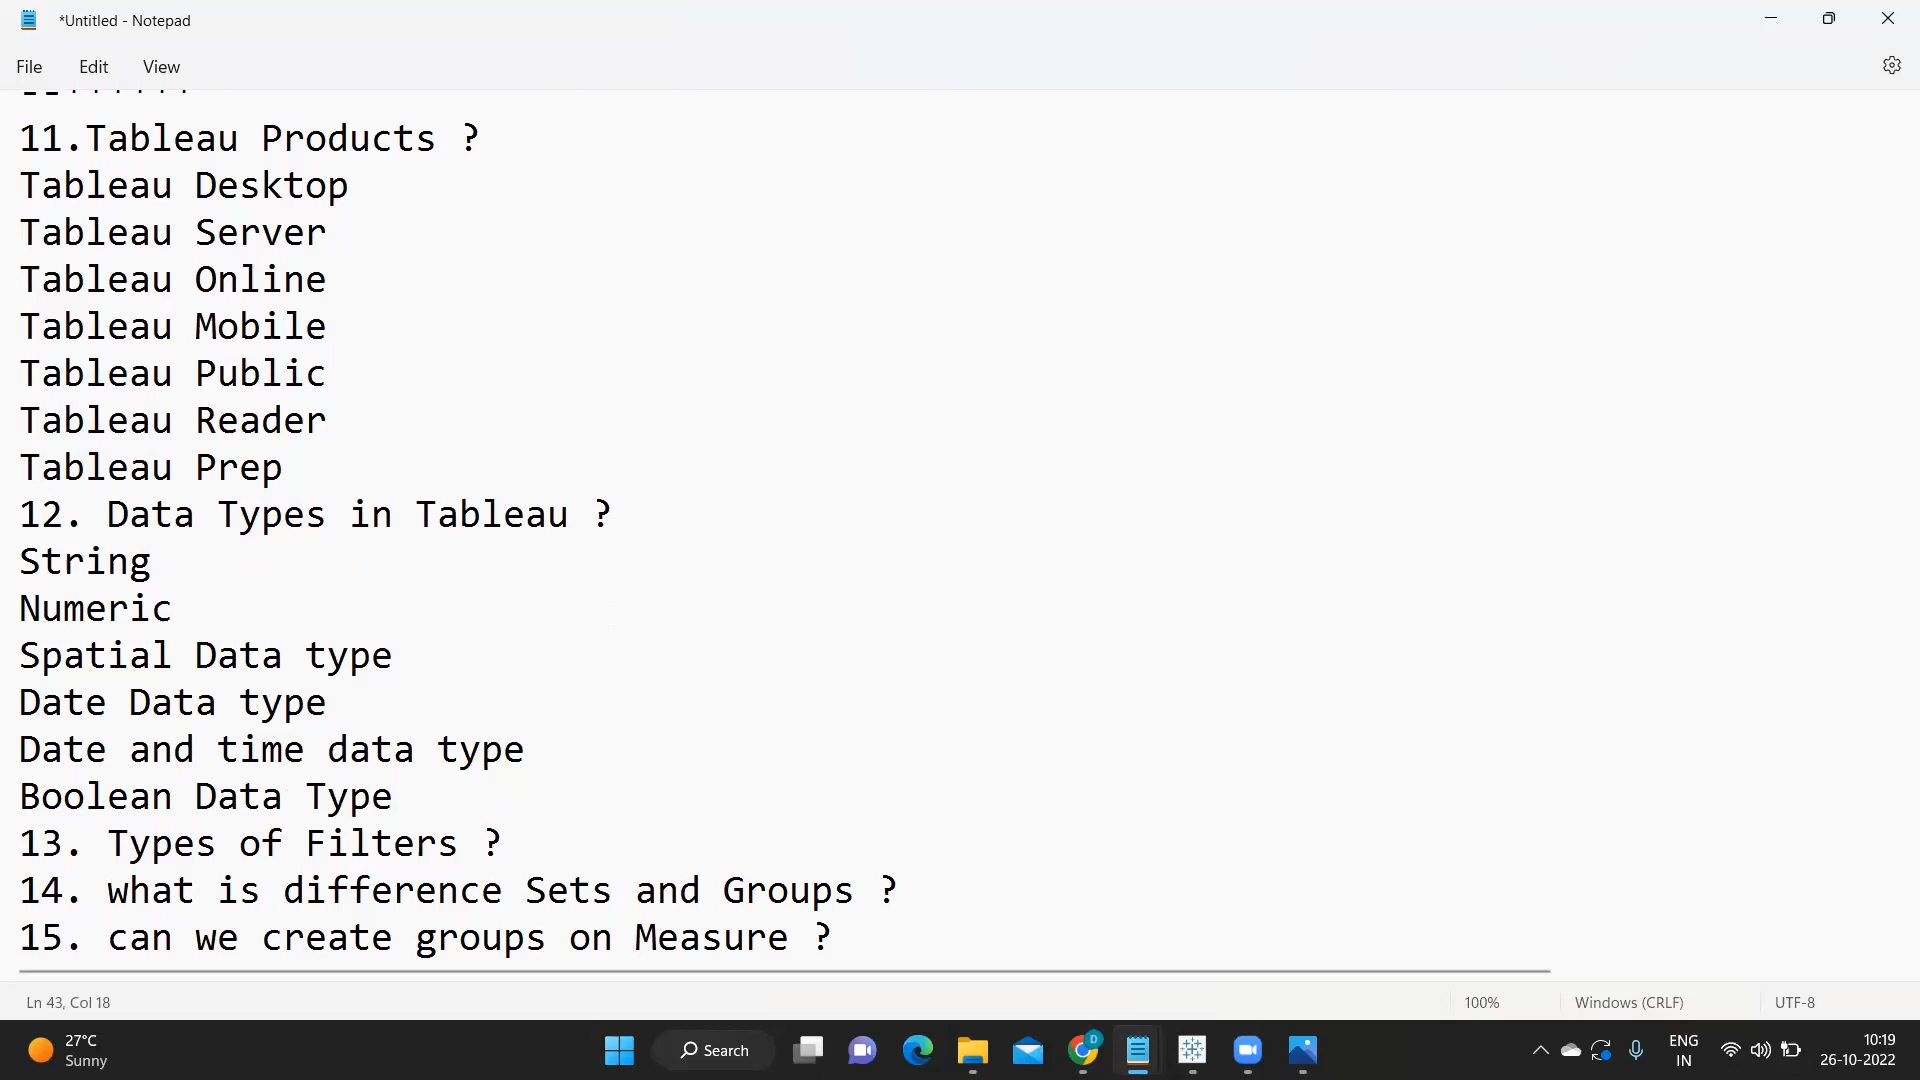 *Untitled - Notepad
File Edit View
11.Tableau Products ?
Tableau Desktop
Tableau Server
Tableau Online
Tableau Mobile
Tableau Public
Tableau Reader
Tableau Prep
12. Data Types in Tableau ?
String
Numeric
Spatial Data type
Date Data type
Date and time data type
Boolean Data Type
13. Types of Filters ?
14. what is difference Sets and Groups ?
15. can we create groups on Measure ?
Ln 43, Col 18 100% Windows (CRLF) UTF-8
27°C
Sunny
Search
D
ENG
IN
10:19
26-10-2022